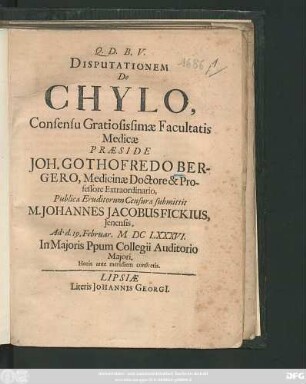 Q. D. B. V.
1686,1
DISPUTATIONEM
De
CHYLO,
Consensu Gratiosissimæ Facultatis
Medicæ
PRÆSIDE
JOH. GOTHOFREDO BER-
GERO, Medicinæ Doctore & Pro-
fessore Extraordinario,
Publicæ Eruditorum Censuræ submittit
M. JOHANNES JACOBUS FICKIUS,
Jenensis,
Ad d. 19. Februar. M DC LXXXVI.
In Majoris Ppum Collegii Auditorio
Majori,
Horis ante meridiem consvetis.
LIPSIÆ
Literis JOHANNIS GEORGI.